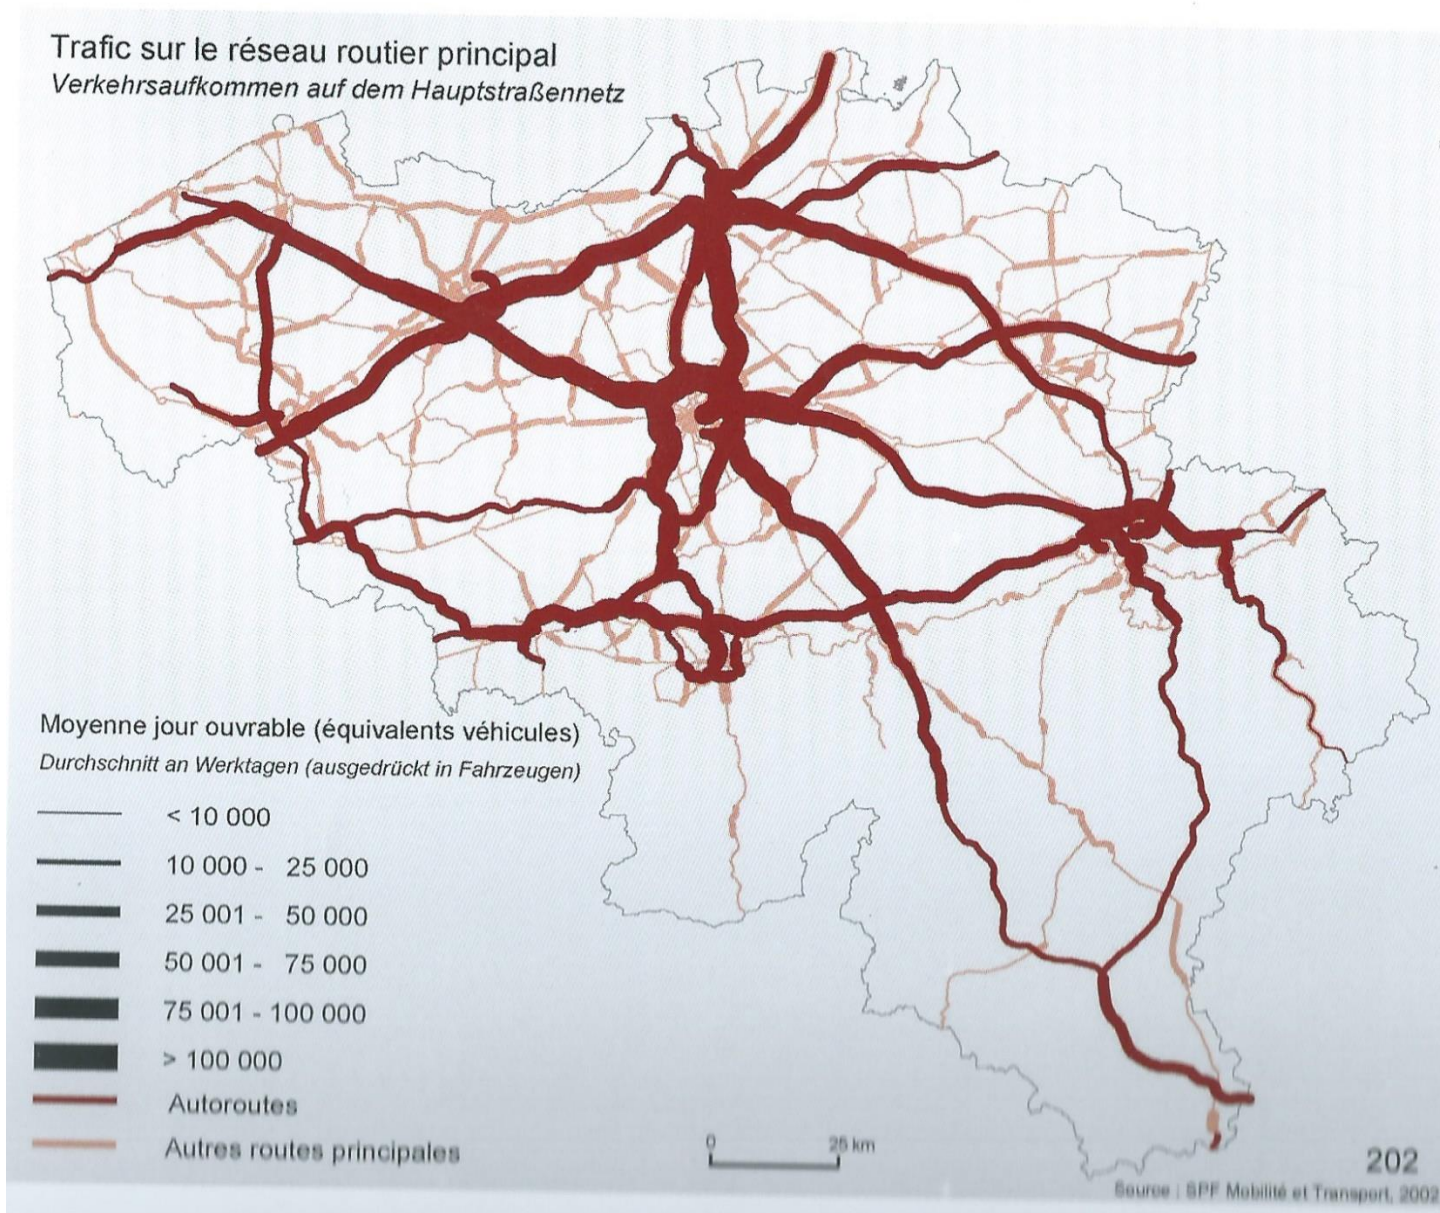 Trafic sur le réseau routier principal
Verkehrsaufkommen auf dem Hauptstraßennetz
Moyenne jour ouvrable (équivalents véhicules)
Durchschnitt an Werktagen (ausgedrückt in Fahrzeugen)
< 10 000
10 000 - 25 000
25 001 - 50 000
50 001 - 75 000
75 001 - 100 000
> 100 000
Autoroutes
Autres routes principales
0 25 km
202
Source : SPF Mobilité et Transport, 2002